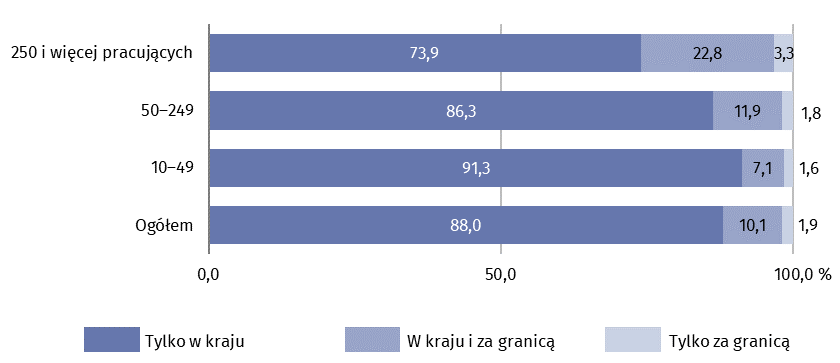 250 i więcej pracujących 73,9 22,8 3,3
50–249 86,3 11,9 1,8
10–49 91,3 7,1 1,6
Ogółem 88,0 10,1 1,9
0,0 50,0 100,0 %
Tylko w kraju W kraju i za granicą Tylko za granicą